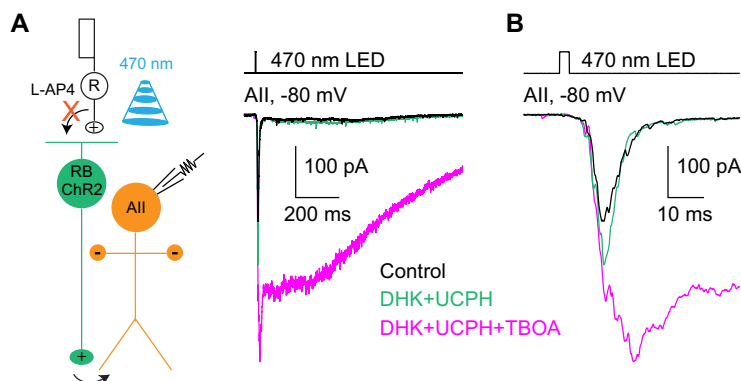 A
470 nm
L-AP4
X
R
+
RB
ChR2
AII
-
-
+
470 nm LED
AII, -80 mV
100 pA
200 ms
Control
DHK+UCPH
DHK+UCPH+TBOA
B
470 nm LED
AII, -80 mV
100 pA
10 ms